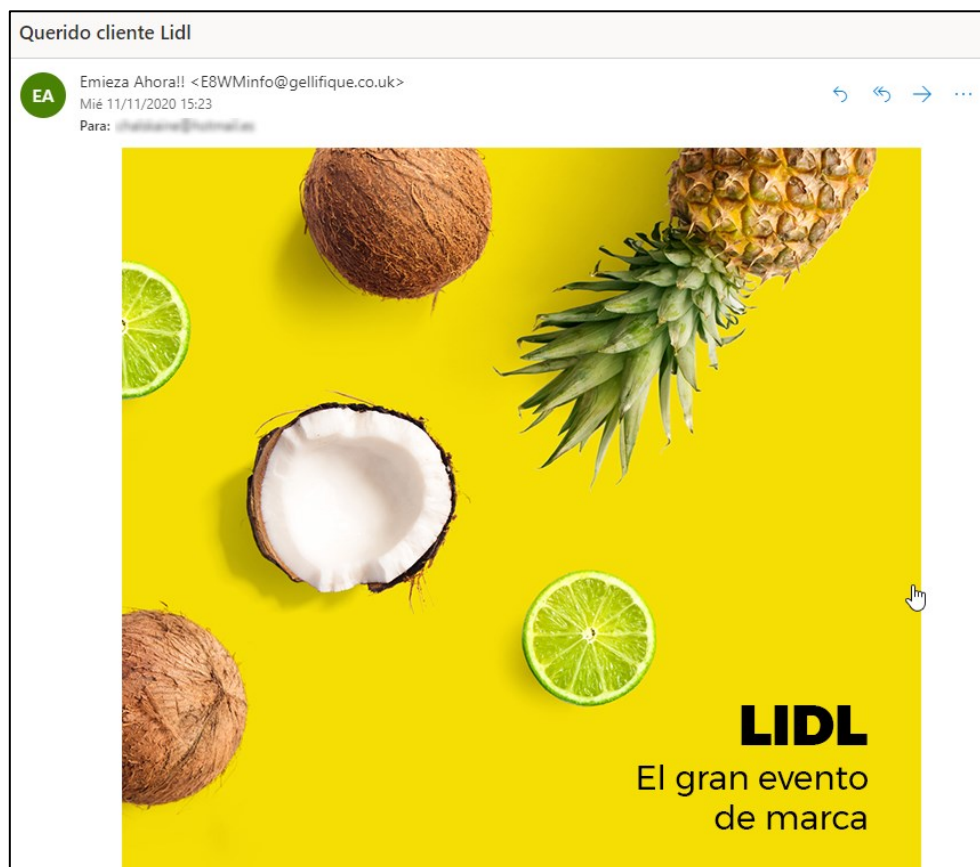 Querido cliente Lidl
EA
Emieza Ahora!! <E8WMinfo@gellifique.co.uk>
Mié 11/11/2020 15:23
Para:
LIDL
El gran evento
de marca